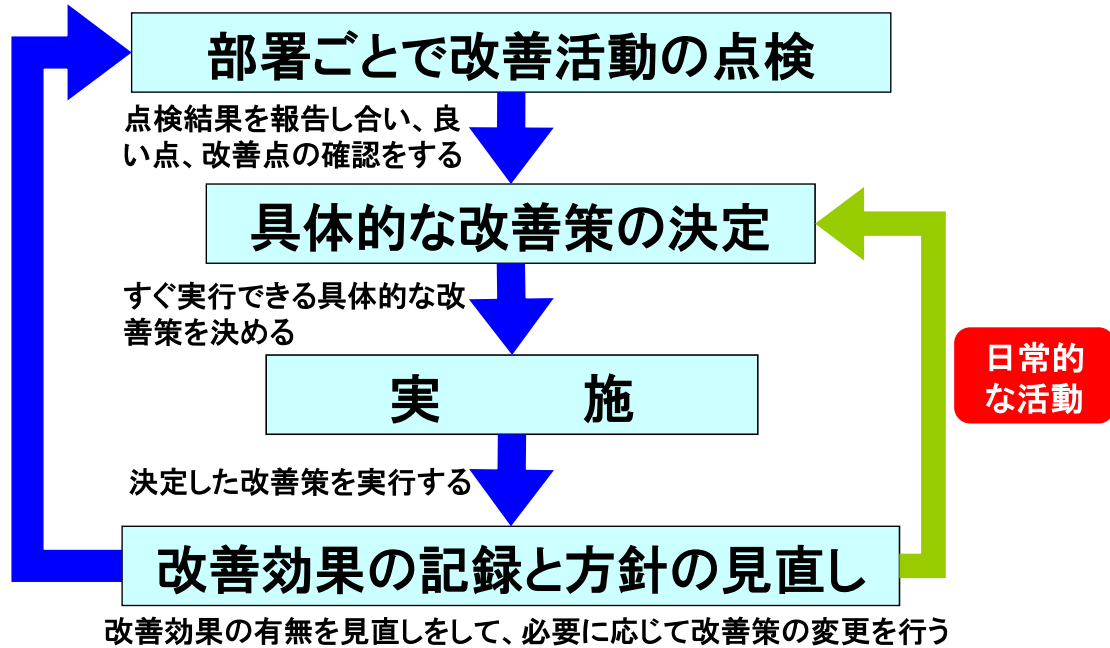 部署ごとで改善活動の点検
点検結果を報告し合い、良
い点、改善点の確認をする
具体的な改善策の決定
すぐ実行できる具体的な改
善策を決める
実　　施
日常的
な活動
決定した改善策を実行する
改善効果の記録と方針の見直し
改善効果の有無を見直しをして、必要に応じて改善策の変更を行う